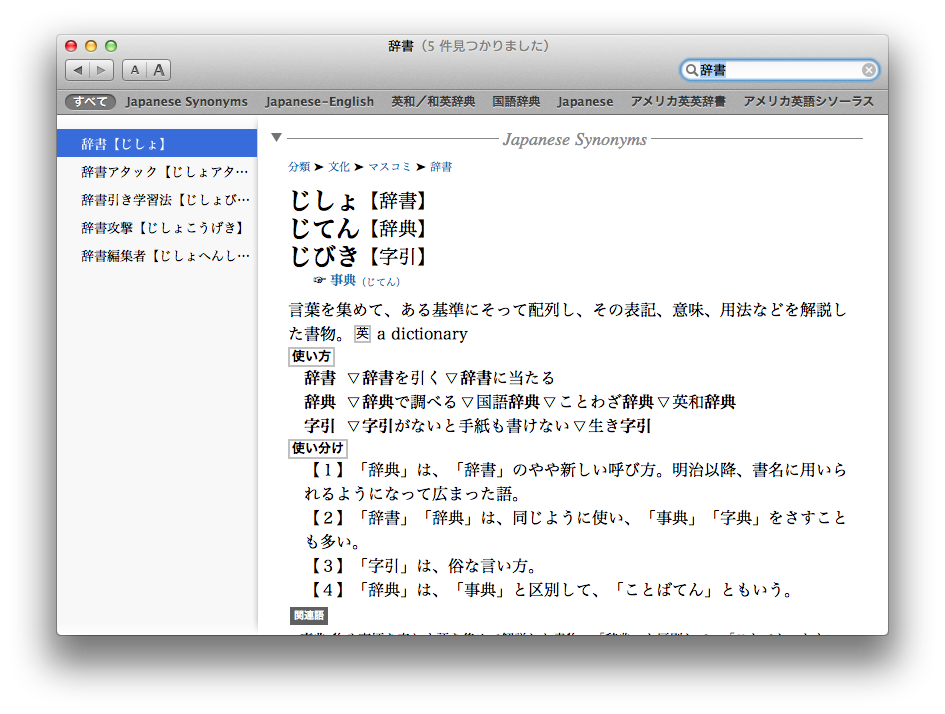 辞書（5 件見つかりました）
A A
辞書
すべて Japanese Synonyms Japanese-English 英和／和英辞典 国語辞典 Japanese アメリカ英英辞書 アメリカ英語シソーラス
辞書【じしょ】
辞書アタック【じしょアタ…
辞書引き学習法【じしょび…
辞書攻撃【じしょこうげき】
辞書編集者【じしょへんし…
Japanese Synonyms
分類 ➤ 文化 ➤ マスコミ ➤ 辞書
じしょ【辞書】
じてん【辞典】
じびき【字引】
☞ 事典（じてん）
言葉を集めて、ある基準にそって配列し、その表記、意味、用法などを解説し
た書物。英 a dictionary
使い方
辞書 ▽辞書を引く▽辞書に当たる
辞典 ▽辞典で調べる▽国語辞典▽ことわざ辞典▽英和辞典
字引 ▽字引がないと手紙も書けない▽生き字引
使い分け
【１】「辞典」は、「辞書」のやや新しい呼び方。明治以降、書名に用いら
れるようになって広まった語。
【２】「辞書」「辞典」は、同じように使い、「事典」「字典」をさすこと
も多い。
【３】「字引」は、俗な言い方。
【４】「辞典」は、「事典」と区別して、「ことばてん」ともいう。
関連語